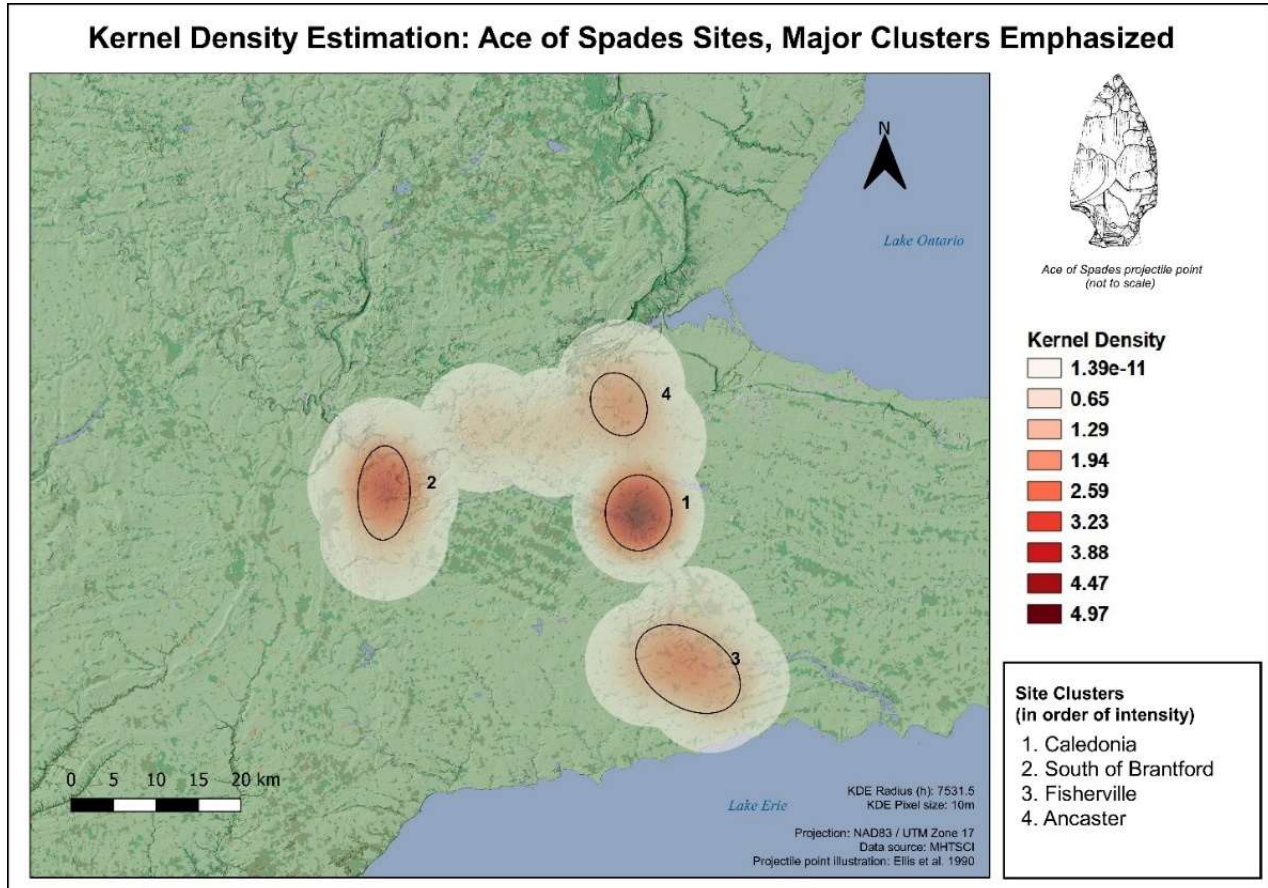 Kernel Density Estimation: Ace of Spades Sites, Major Clusters Emphasized
N
Lake Ontario
Ace of Spades projectile point
(not to scale)
Kernel Density
1.39e-11
0.65
1.29
1.94
2.59
3.23
3.88
4.47
4.97
4
2
1
3
0 5 10 15 20 km
Lake Erie
KDE Radius (h): 7531.5
KDE Pixel size: 10m
Projection: NAD83 / UTM Zone 17
Data source: MHTSCI
Projectile point illustration: Ellis et al. 1990
Site Clusters
(in order of intensity)
1. Caledonia
2. South of Brantford
3. Fisherville
4. Ancaster